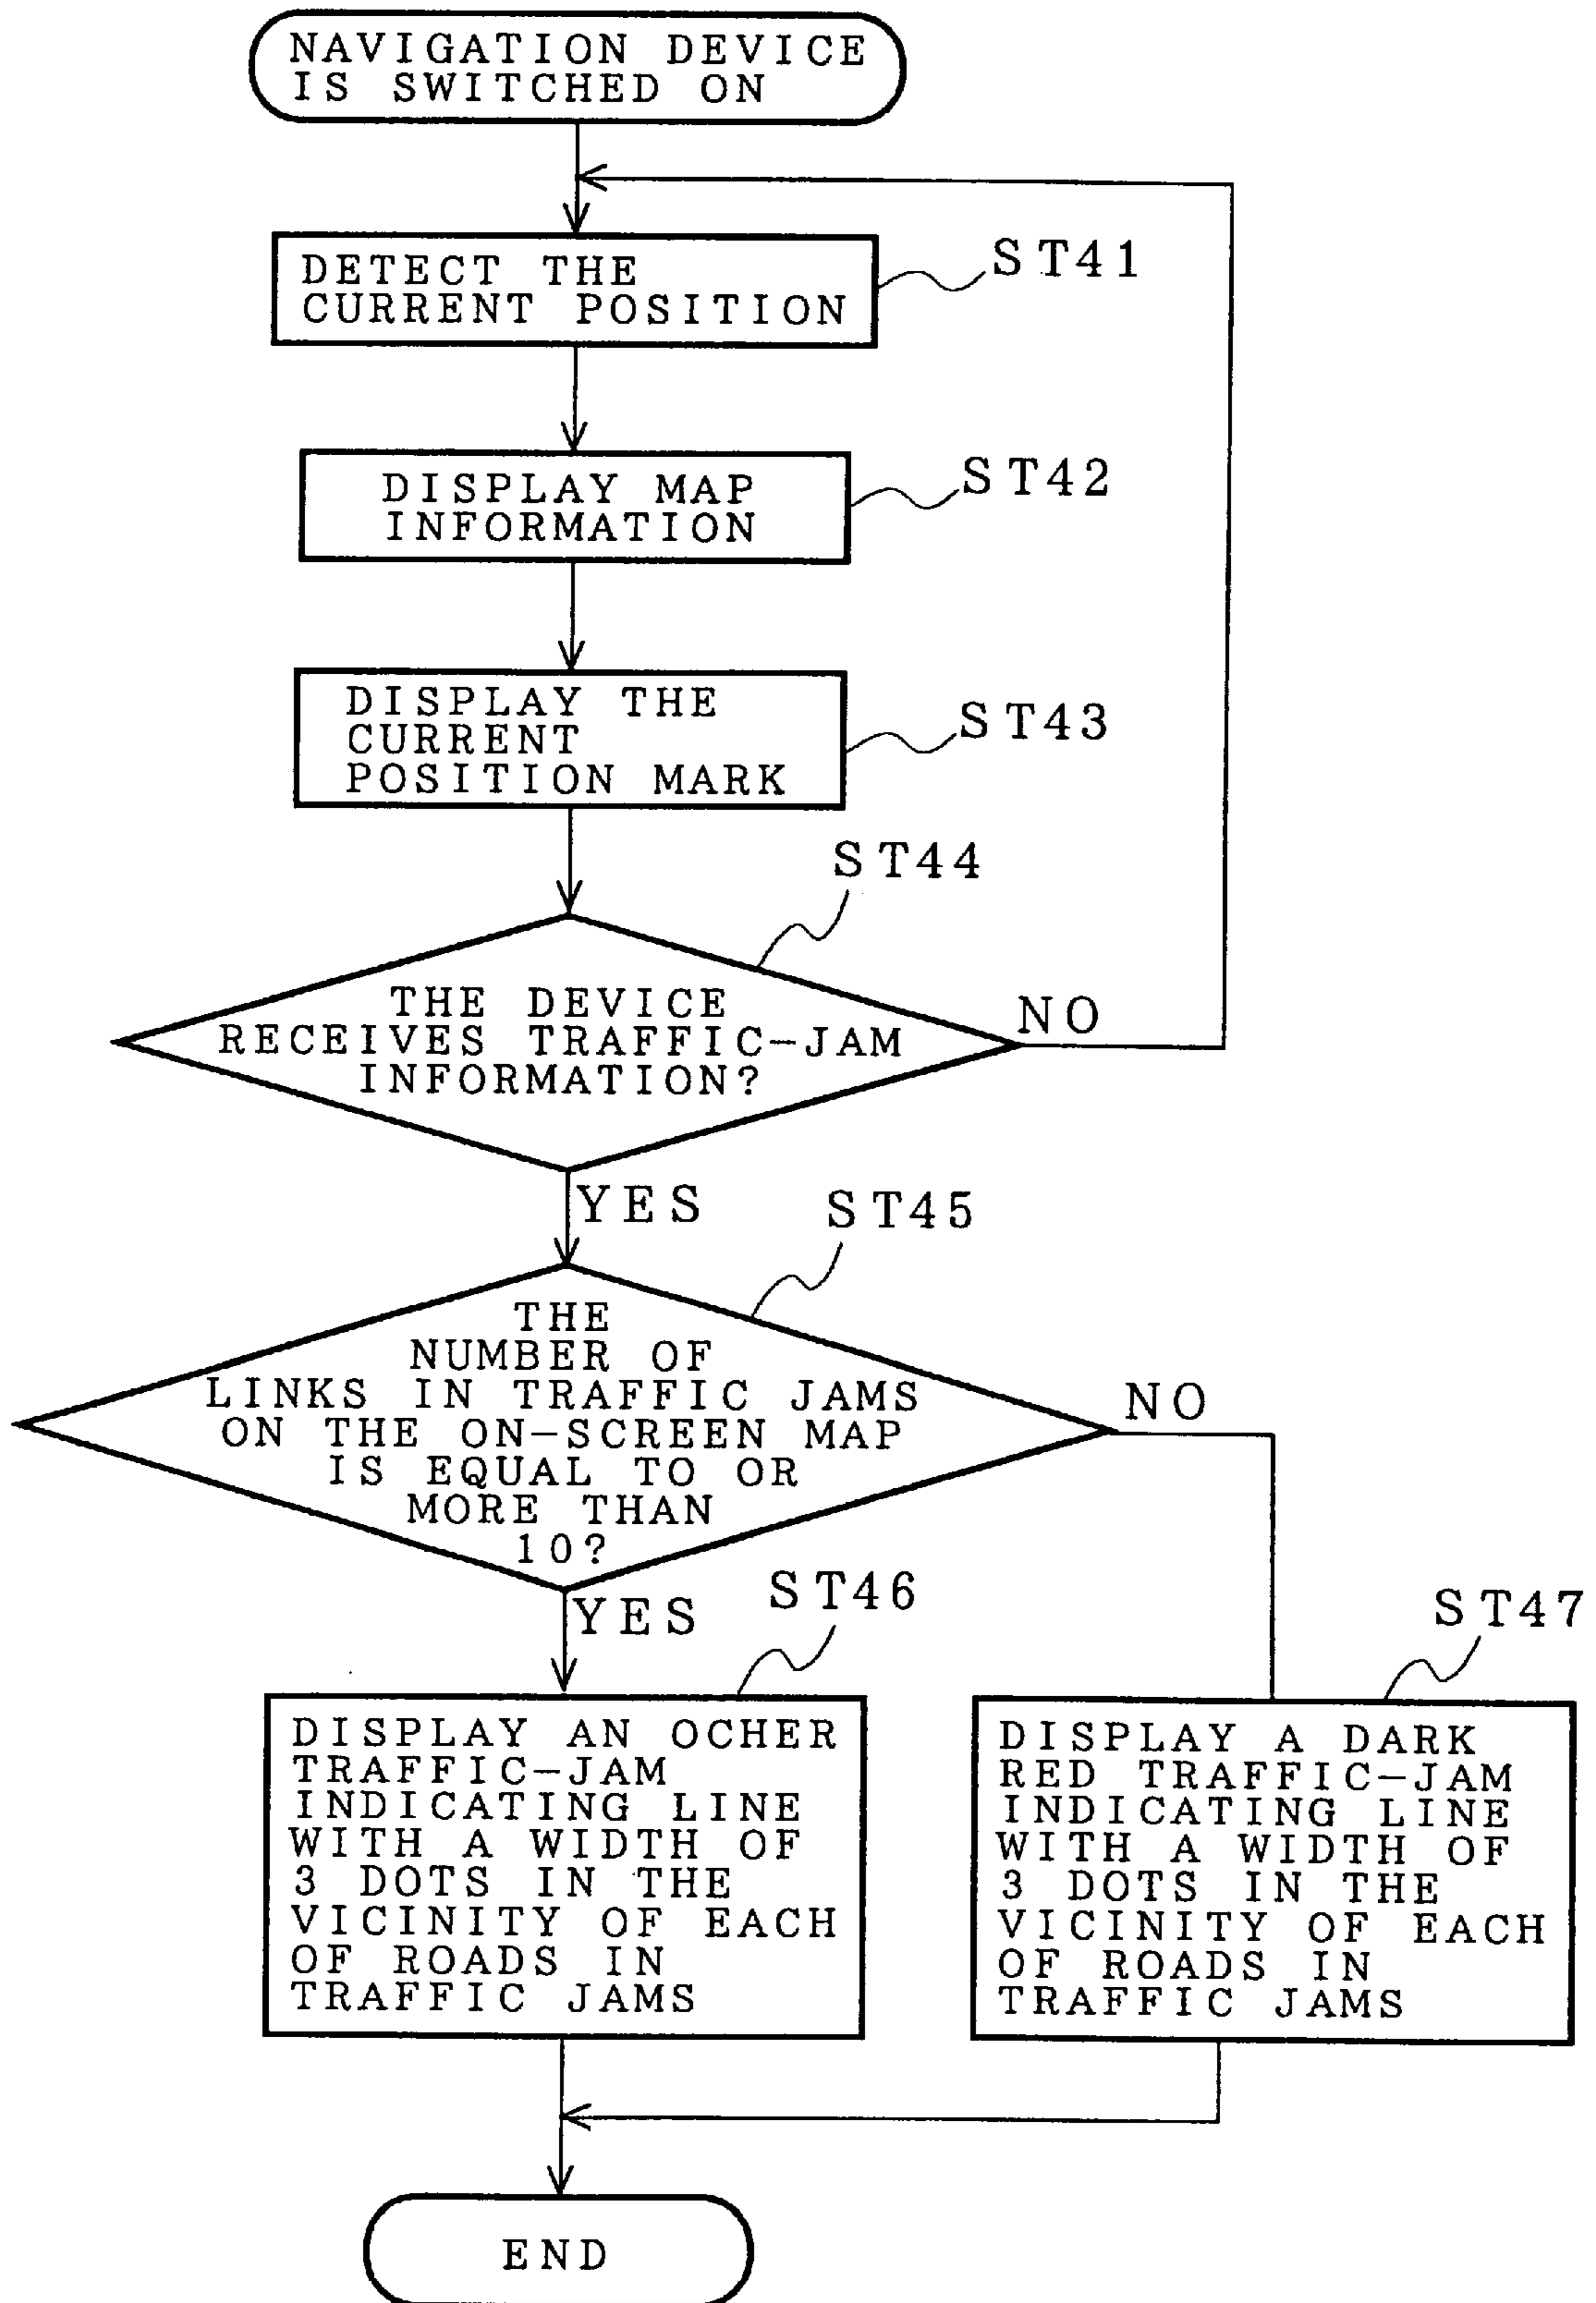 NAVIGATION DEVICE
IS SWITCHED ON
DETECT THE
CURRENT POSITION
ST41
DISPLAY MAP
INFORMATION
ST42
DISPLAY THE
CURRENT
POSITION MARK
ST43
ST44
THE DEVICE
RECEIVES TRAFFIC-JAM
INFORMATION?
NO
YES
ST45
THE
NUMBER OF
LINKS IN TRAFFIC JAMS
ON THE ON-SCREEN MAP
IS EQUAL TO OR
MORE THAN
10?
NO
YES
ST46
DISPLAY AN OCHER
TRAFFIC-JAM
INDICATING LINE
WITH A WIDTH OF
3 DOTS IN THE
VICINITY OF EACH
OF ROADS IN
TRAFFIC JAMS
ST47
DISPLAY A DARK
RED TRAFFIC-JAM
INDICATING LINE
WITH A WIDTH OF
3 DOTS IN THE
VICINITY OF EACH
OF ROADS IN
TRAFFIC JAMS
END